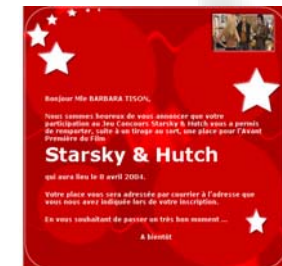 Bonjour Mle BARBARA TISON,
Nous sommes heureux de vous annoncer que votre
participation au Jeu Concours Starsky & Hutch vous a permis
de remporter, suite à un tirage au sort, une place pour l'Avant
Première du Film
Starsky & Hutch
qui aura lieu le 8 avril 2004.
Votre place vous sera adressée par courrier à l'adresse que
vous nous avez indiquée lors de votre inscription.
En vous souhaitant de passer un très bon moment ...
A bientôt